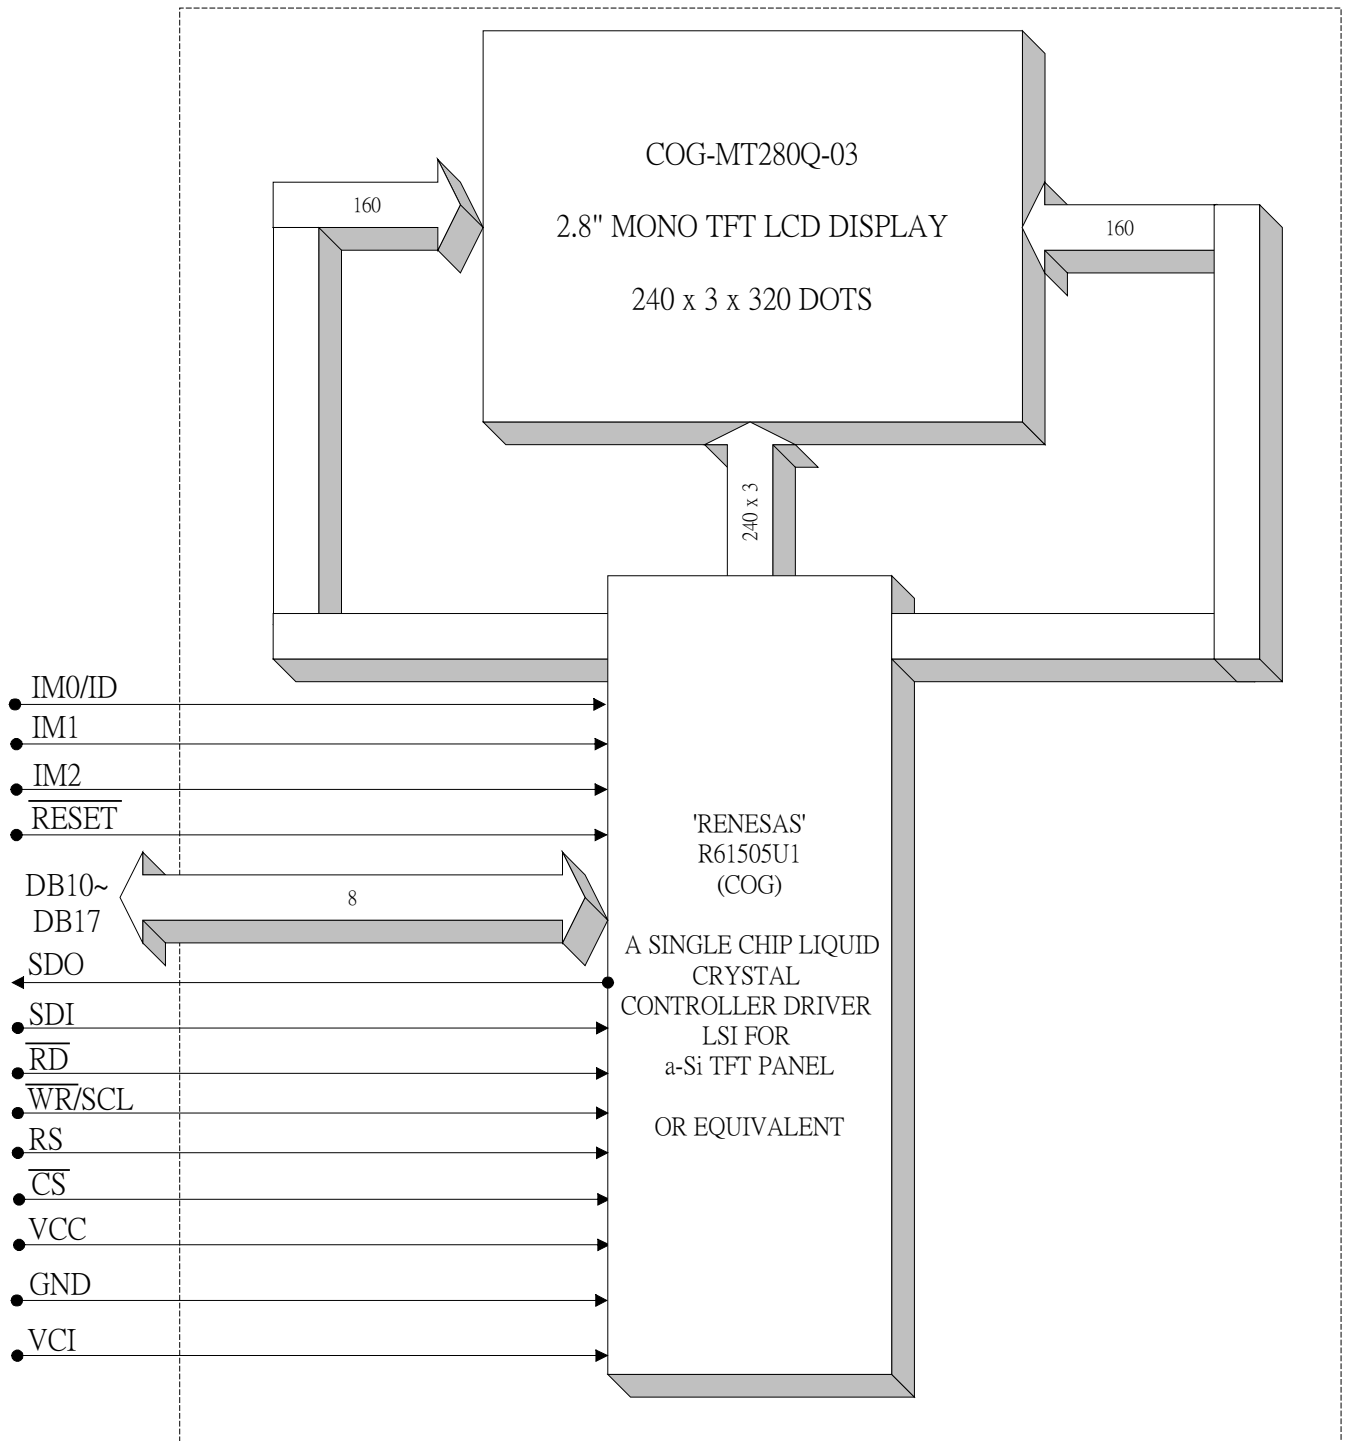 COG-MT280Q-03
2.8" MONO TFT LCD DISPLAY
240 x 3 x 320 DOTS
160
160
240 x 3
IM0/ID
IM1
IM2
RESET
DB10~
DB17
8
SDO
SDI
RD
WR/SCL
RS
CS
VCC
GND
VCI
'RENESAS'
R61505U1
(COG)
A SINGLE CHIP LIQUID
CRYSTAL
CONTROLLER DRIVER
LSI FOR
a-Si TFT PANEL
OR EQUIVALENT